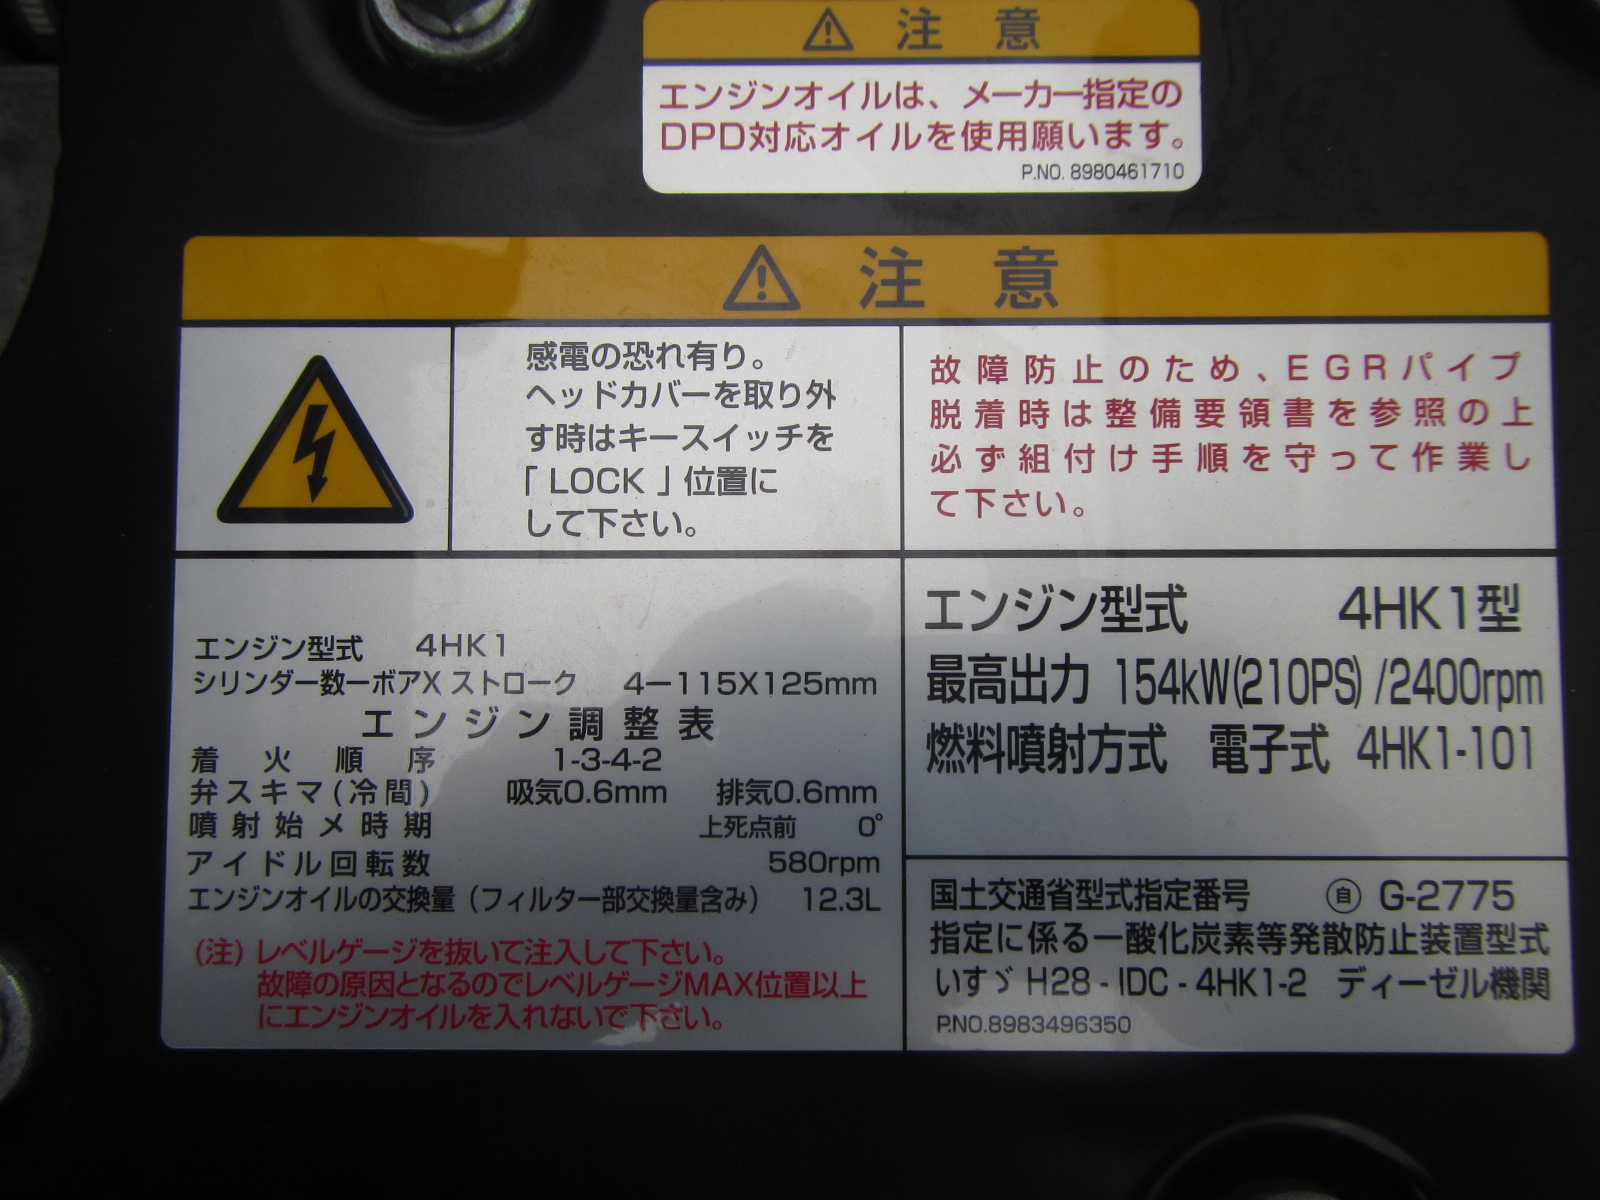 ⚠ 注意
エンジンオイルは、メーカー指定の
DPD対応オイルを使用願います。
P.NO. 8980461710
⚠ 注意
感電の恐れ有り。
ヘッドカバーを取り外
す時はキースイッチを
「LOCK」位置に
して下さい。
故障防止のため、EGRパイプ
脱着時は整備要領書を参照の上
必ず組付け手順を守って作業し
て下さい。
エンジン型式 4HK1
シリンダー数ーボアX ストローク 4ー115X125mm
エンジン調整表
着火順序 1-3-4-2
弁スキマ(冷間) 吸気0.6mm 排気0.6mm
噴射始メ時期 上死点前 0°
アイドル回転数 580rpm
エンジンオイルの交換量（フィルター部交換量含み） 12.3L
(注) レベルゲージを抜いて注入して下さい。
故障の原因となるのでレベルゲージMAX位置以上
にエンジンオイルを入れないで下さい。
エンジン型式 4HK1型
最高出力 154kW(210PS) /2400rpm
燃料噴射方式 電子式 4HK1-101
国土交通省型式指定番号 ㊀自 G-2775
指定に係る一酸化炭素等発散防止装置型式
いすゞ H28 - IDC - 4HK1-2 ディーゼル機関
P.NO.8983496350